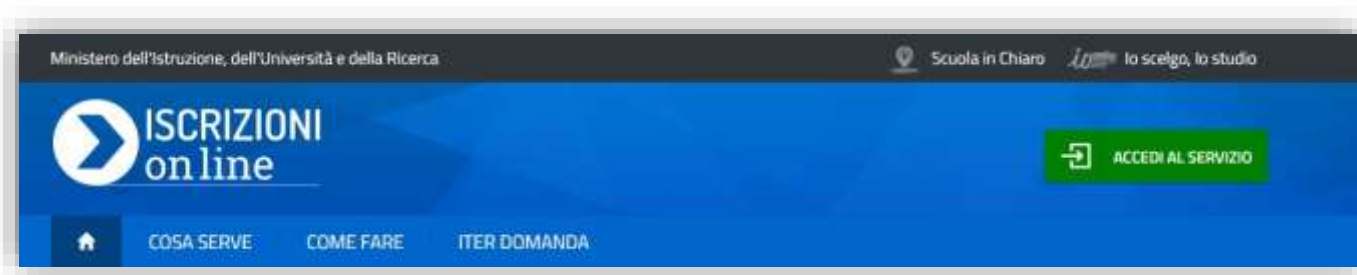 Ministero dell'Istruzione, dell'Università e della Ricerca
Scuola in Chiaro
Io scelgo, lo studio
ISCRIZIONI
on line
ACCEDI AL SERVIZIO
COSA SERVE
COME FARE
ITER DOMANDA